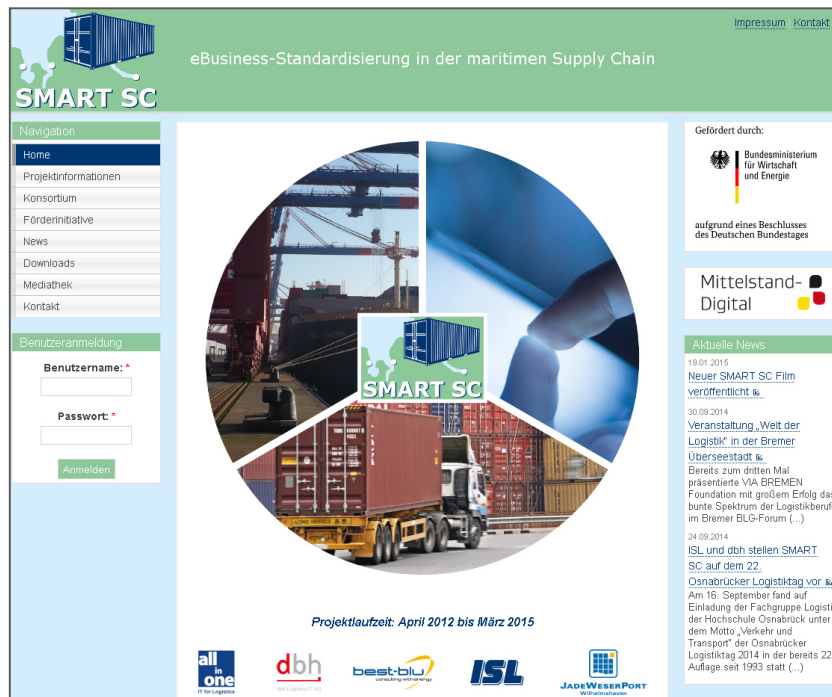 Impressum Kontakt
SMART SC
eBusiness-Standardisierung in der maritimen Supply Chain
Navigation
Home
Projektinformationen
Konsortium
Förderinitiative
News
Downloads
Mediathek
Kontakt
Benutzeranmeldung
Benutzername: *
Passwort: *
Anmelden
SMART SC
Projektlaufzeit: April 2012 bis März 2015
all
in
one
IT for Logistics
dbh
dbh Logistics IT AG
best-blu
consulting with energy
ISL
JADEWESERPORT
Wilhelmshaven
Gefördert durch:
Bundesministerium
für Wirtschaft
und Energie
aufgrund eines Beschlusses
des Deutschen Bundestages
Mittelstand-
Digital
Aktuelle News
19.01.2015
Neuer SMART SC Film
veröffentlicht
30.09.2014
Veranstaltung „Welt der
Logistik" in der Bremer
Überseestadt
Bereits zum dritten Mal
präsentierte VIA BREMEN
Foundation mit großem Erfolg das
bunte Spektrum der Logistikberufe
im Bremer BLG-Forum (...)
24.09.2014
ISL und dbh stellen SMART
SC auf dem 22.
Osnabrücker Logistiktag vor
Am 16. September fand auf
Einladung der Fachgruppe Logisti
der Hochschule Osnabrück unter
dem Motto „Verkehr und
Transport" der Osnabrücker
Logistiktag 2014 in der bereits 22
Auflage seit 1993 statt (...)